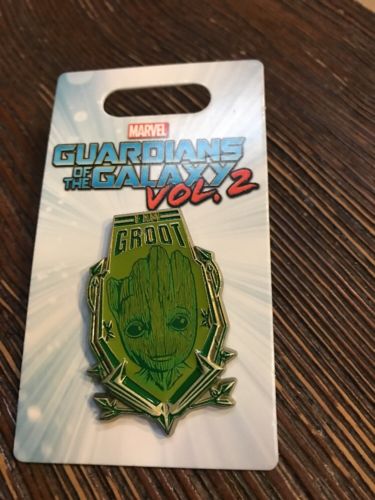 MARVEL
GUARDIANS
OF THE GALAXY
VOL. 2
I AM
GROOT